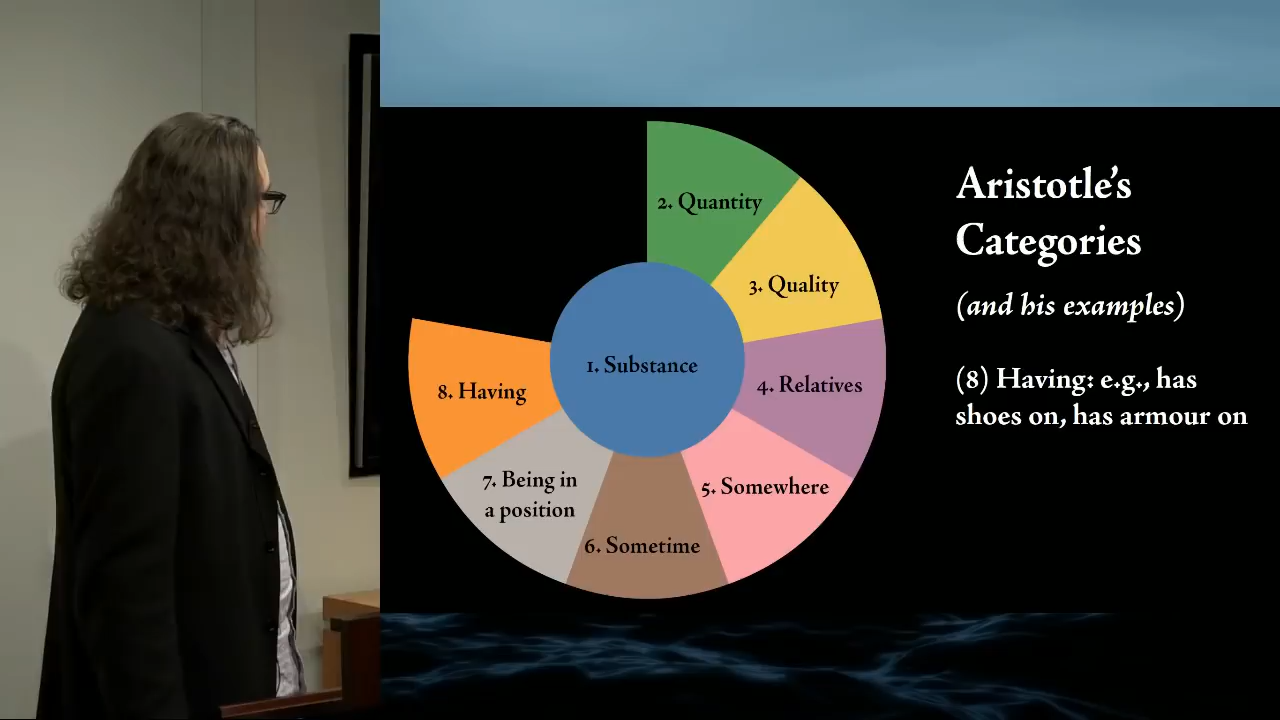 Aristotle's
Categories
(and his examples)
(8) Having: e.g., has
shoes on, has armour on
1. Substance
2. Quantity
3. Quality
4. Relatives
5. Somewhere
6. Sometime
7. Being in
a position
8. Having